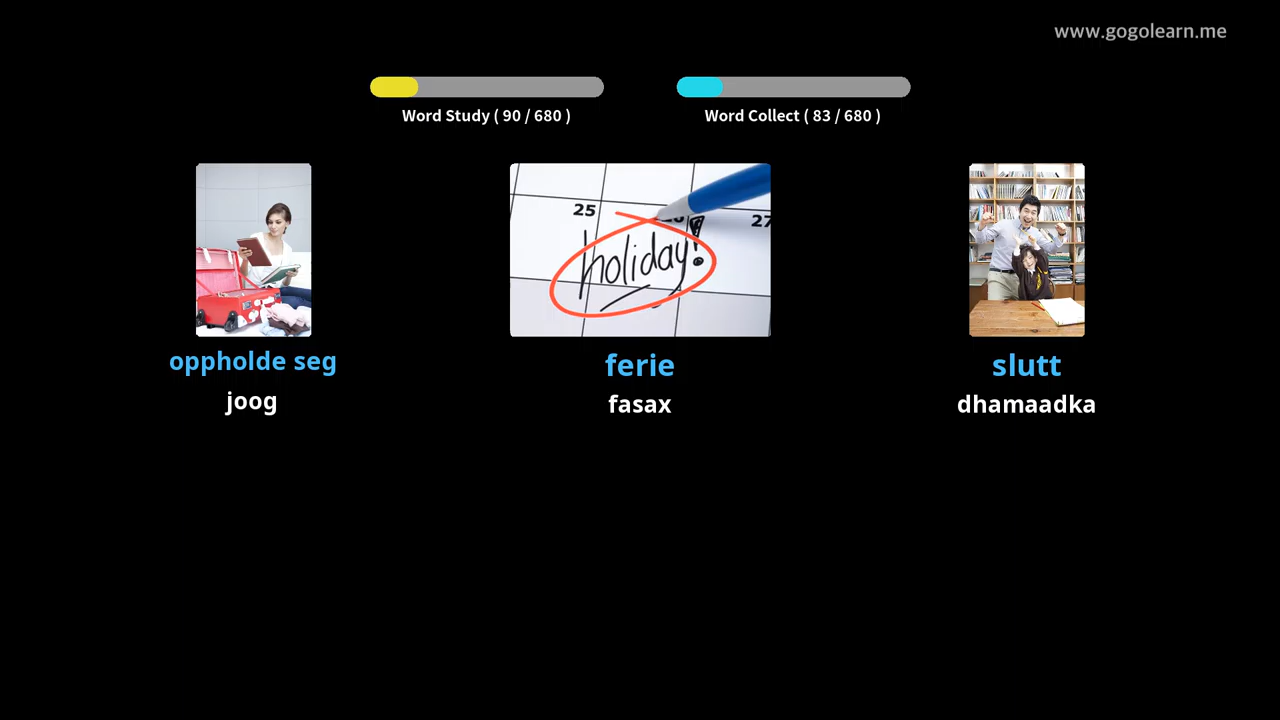 www.gogolearn.me
Word Study ( 90 / 680 )
Word Collect ( 83 / 680 )
25
27
holiday!
oppholde seg
ferie
slutt
joog
fasax
dhamaadka